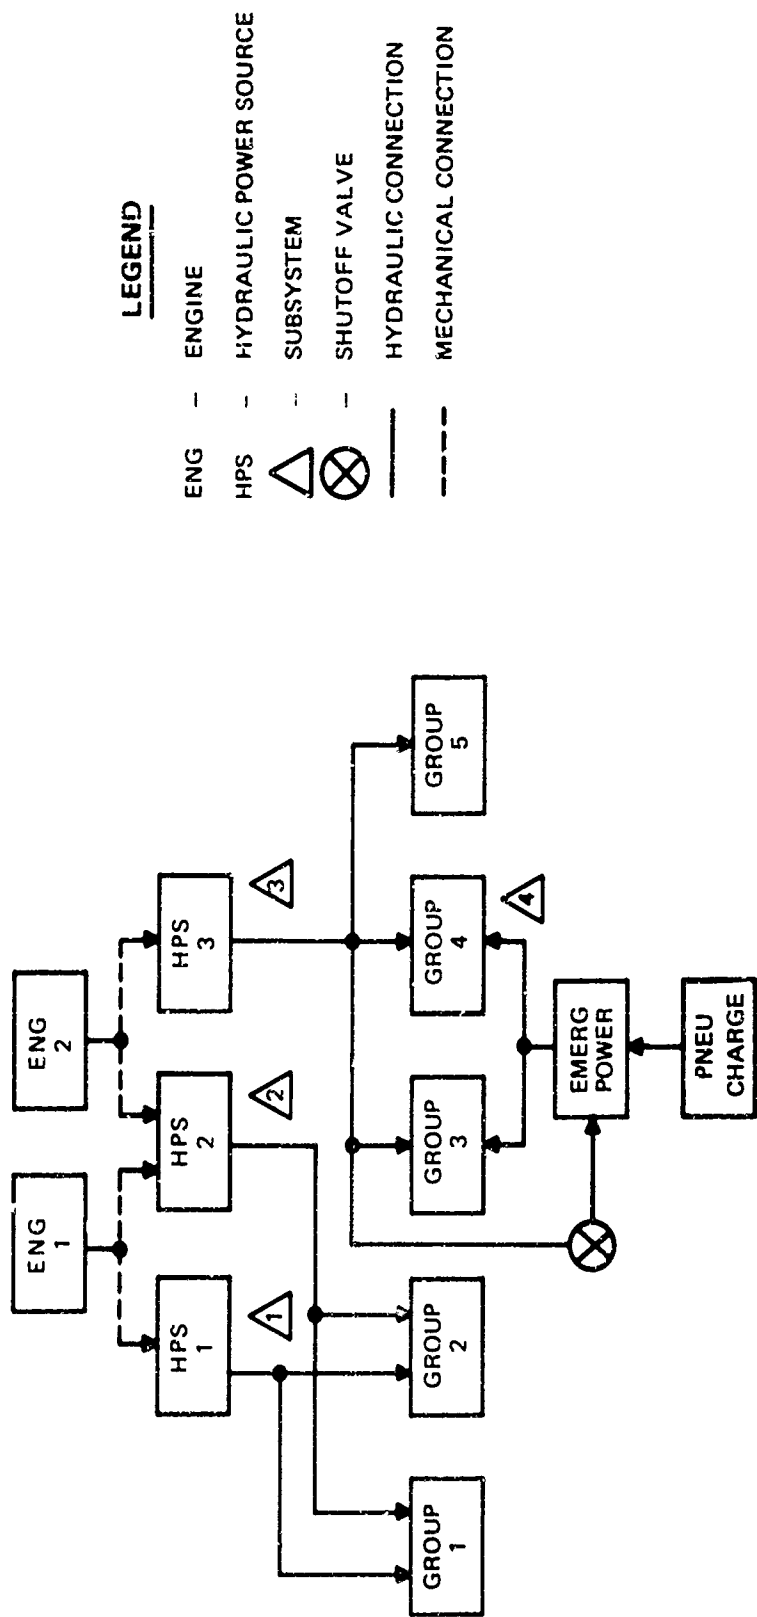 ENG
1
ENG
2
HPS
1
HPS
2
HPS
3
1
2
3
GROUP
1
GROUP
2
GROUP
3
GROUP
4
GROUP
5
4
EMERG
POWER
PNEU
CHARGE
LEGEND
ENG - ENGINE
HPS - HYDRAULIC POWER SOURCE
- SUBSYSTEM
- SHUTOFF VALVE
HYDRAULIC CONNECTION
MECHANICAL CONNECTION